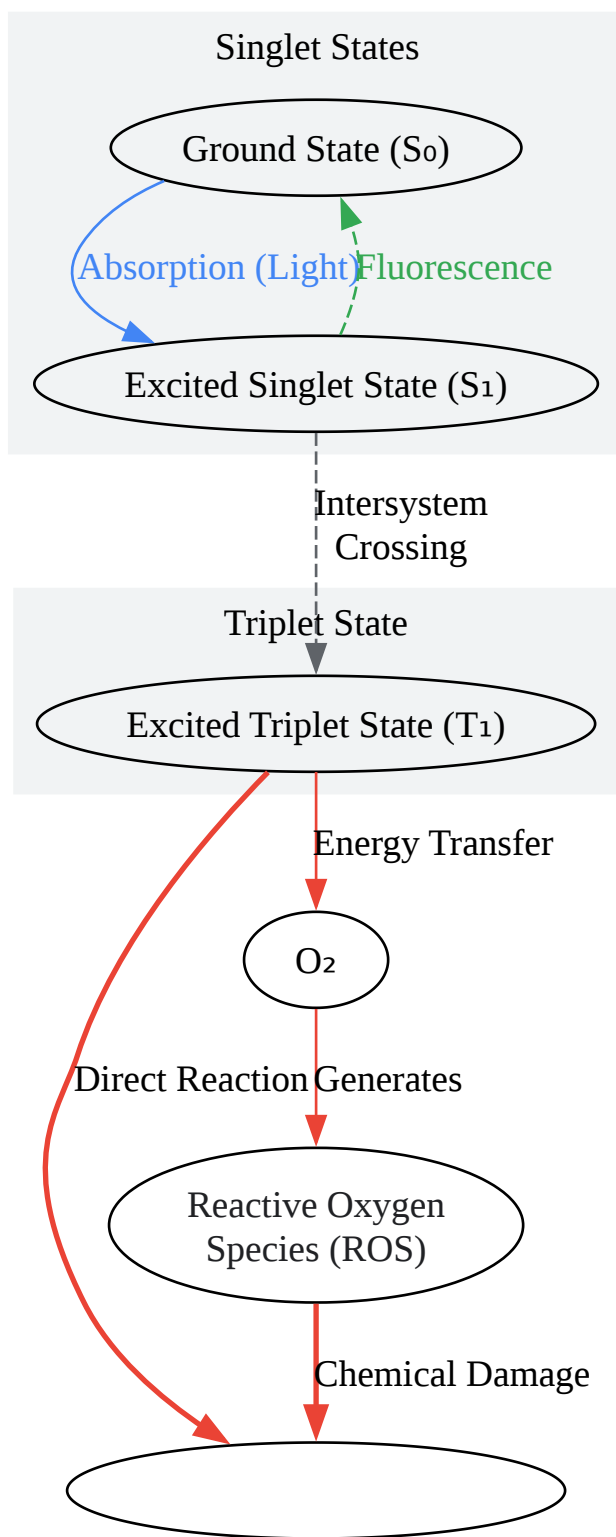 Singlet States
Ground State (S₀)
Absorption (Light)
Fluorescence
Excited Singlet State (S₁)
Intersystem
Crossing
Triplet State
Excited Triplet State (T₁)
Energy Transfer
O₂
Direct Reaction
Generates
Reactive Oxygen
Species (ROS)
Chemical Damage